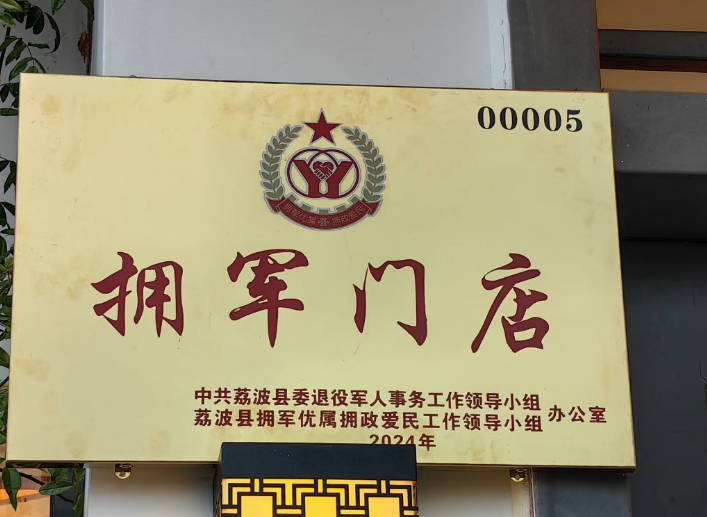 00005
拥军门店
中共荔波县委退役军人事务工作领导小组
荔波县拥军优属拥政爱民工作领导小组
办公室
2024年